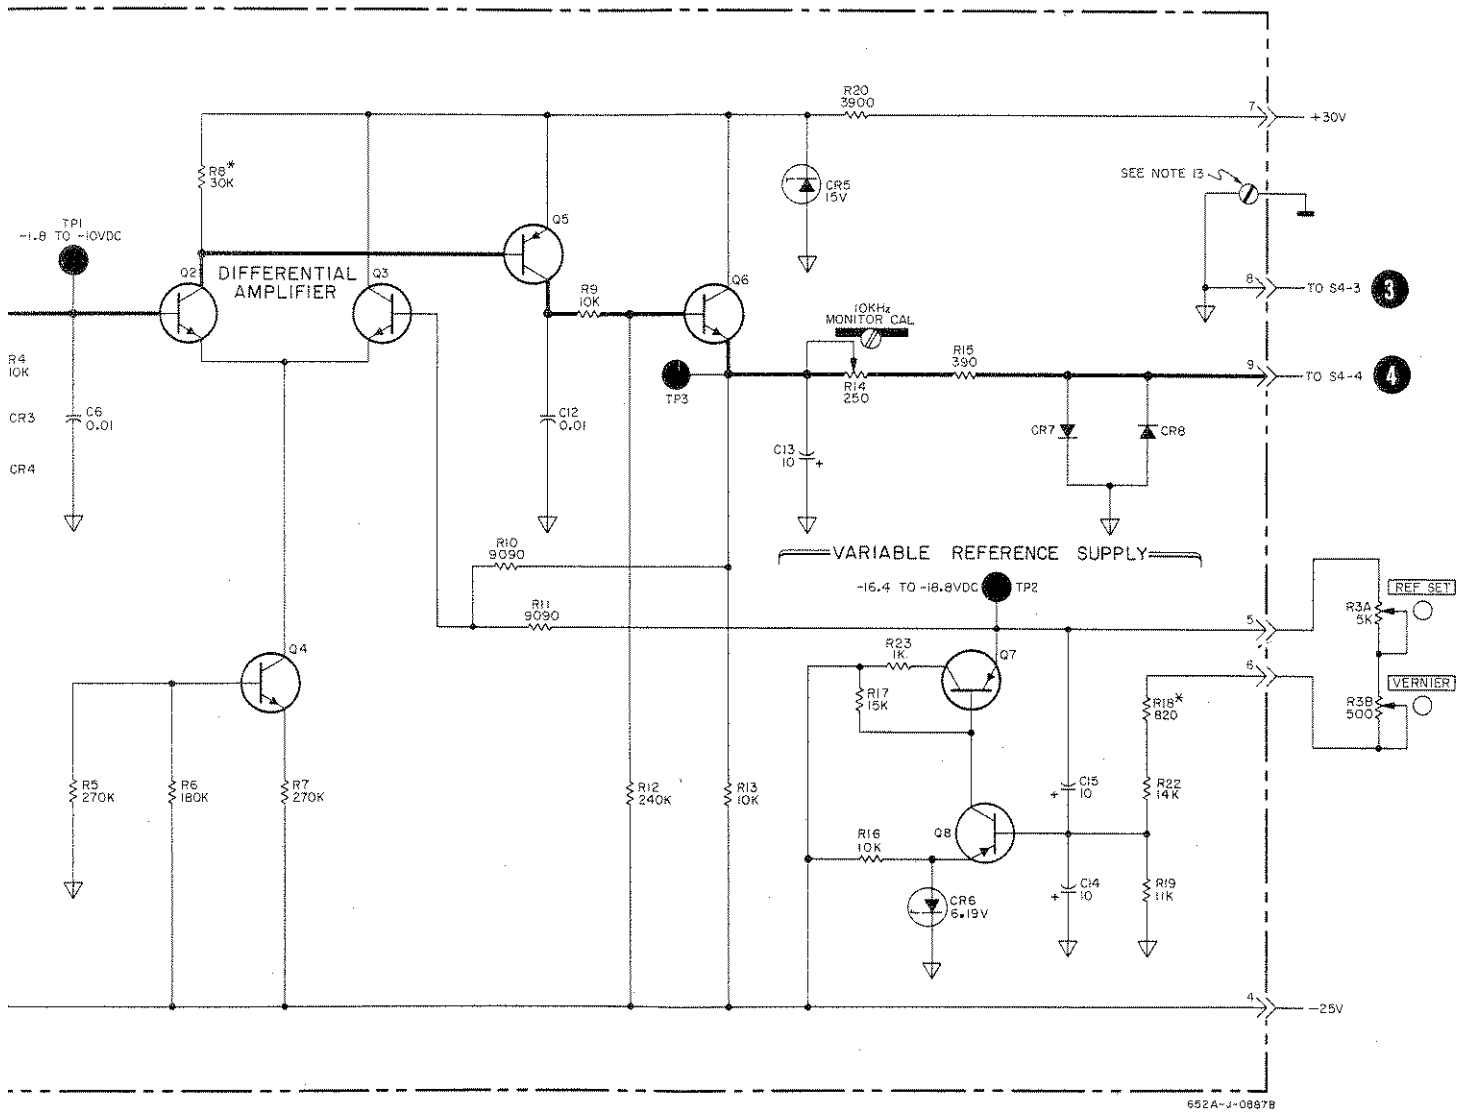 R20
3900
7
+30V
R8*
30K
SEE NOTE 13
CR5
15V
TP1
-1.8 TO -10VDC
Q5
Q2
DIFFERENTIAL
AMPLIFIER
Q3
R9
10K
Q6
8
TO S4-3
3
10KHz
MONITOR CAL
R4
10K
R15
390
9
TO S4-4
4
TP3
R14
250
CR3
C6
0.01
C12
0.01
CR7
CR8
C13
10
+
CR4
R10
9090
VARIABLE REFERENCE SUPPLY
-16.4 TO -18.8VDC
TP2
REF SET
R11
9090
R3A
5K
5
R23
1K
Q7
Q4
6
VERNIER
R17
15K
R18*
820
R3B
500
R5
270K
R6
180K
R7
270K
R12
240K
R13
10K
C15
10
+
R22
14K
Q8
R16
10K
C14
10
+
R19
11K
CR6
6.19V
4
-25V
652A-J-0887B